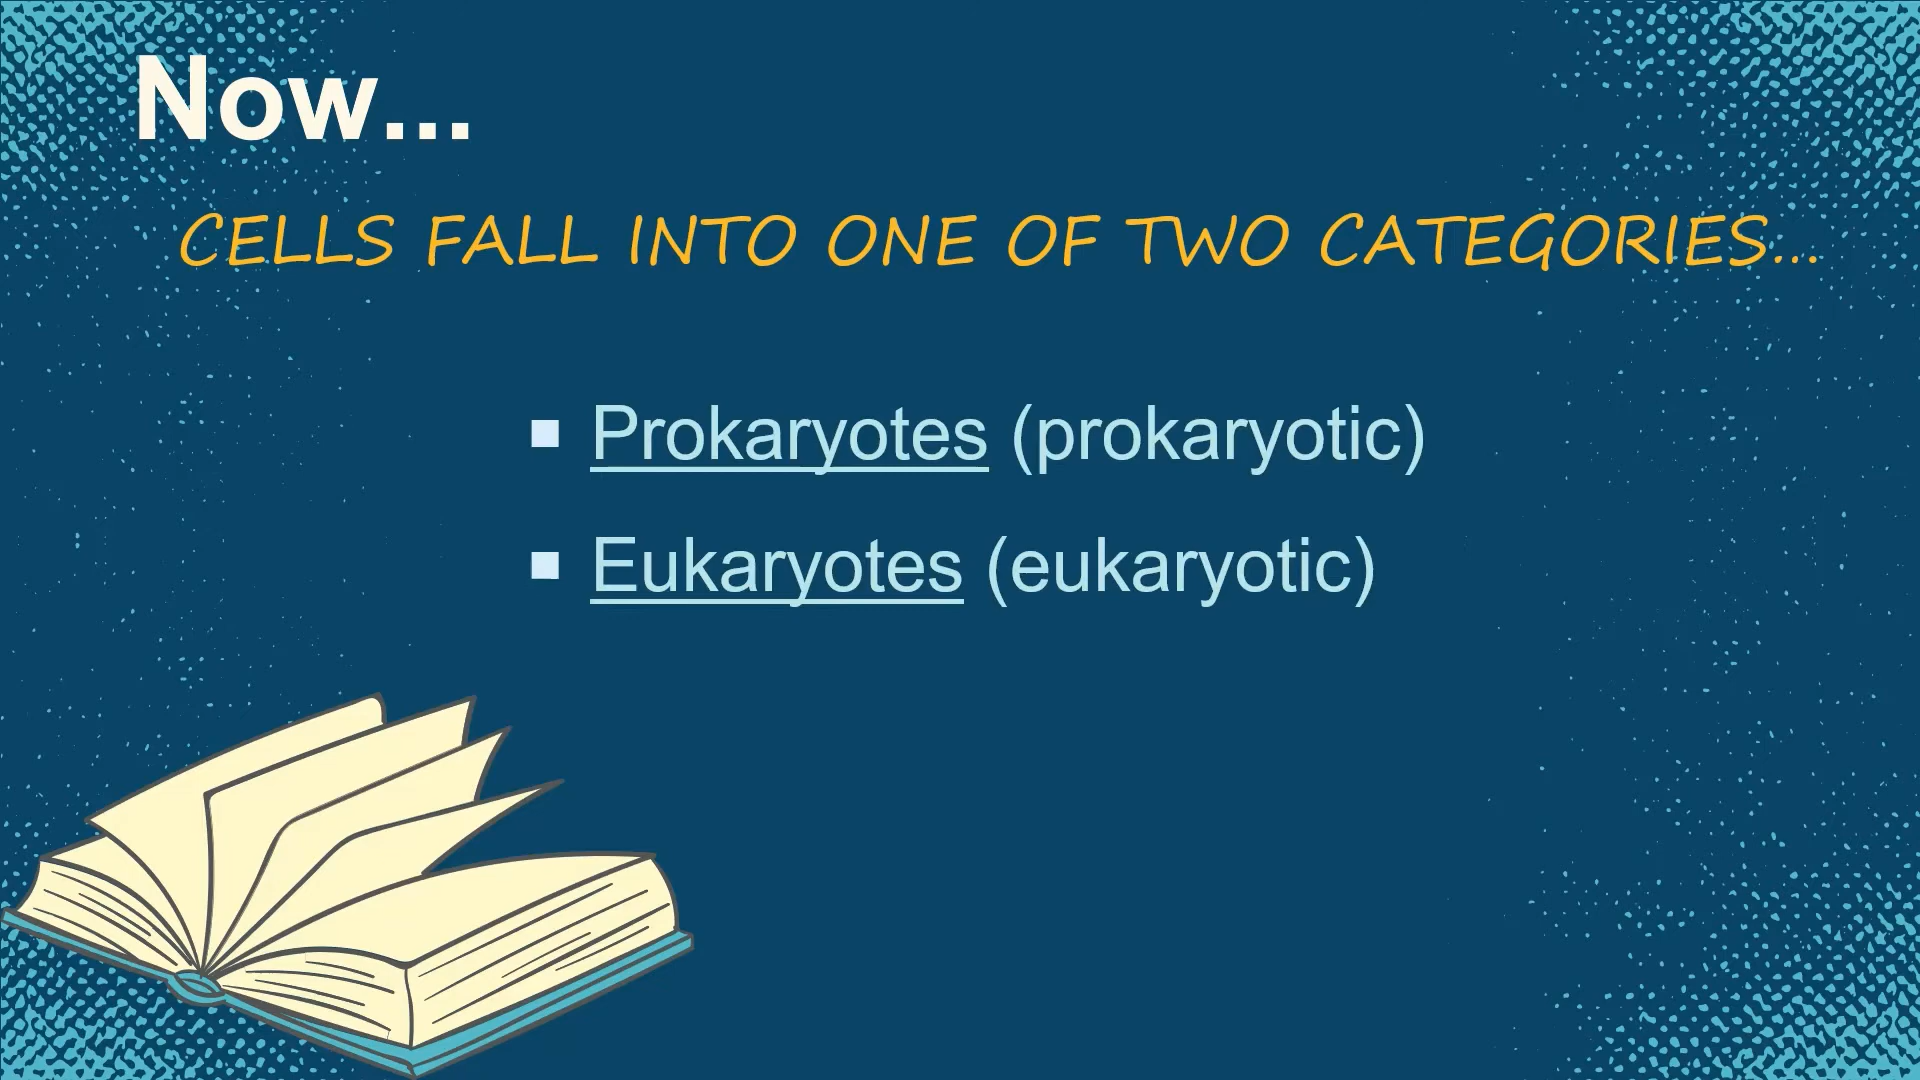 Now...
CELLS FALL INTO ONE OF TWO CATEGORIES...
▪ Prokaryotes (prokaryotic)
▪ Eukaryotes (eukaryotic)